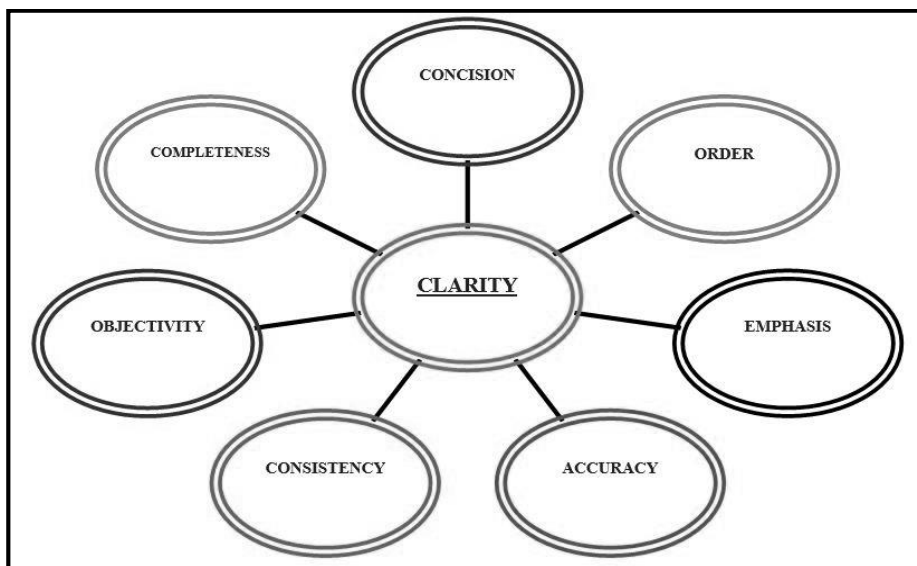 CONCISION
COMPLETENESS
ORDER
CLARITY
OBJECTIVITY
EMPHASIS
CONSISTENCY
ACCURACY